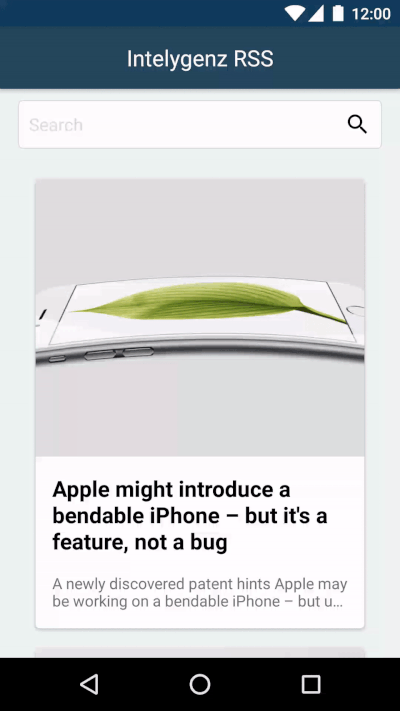 12:00
Intelygenz RSS
Search
Apple might introduce a
bendable iPhone – but it's a
feature, not a bug
A newly discovered patent hints Apple may
be working on a bendable iPhone – but u...